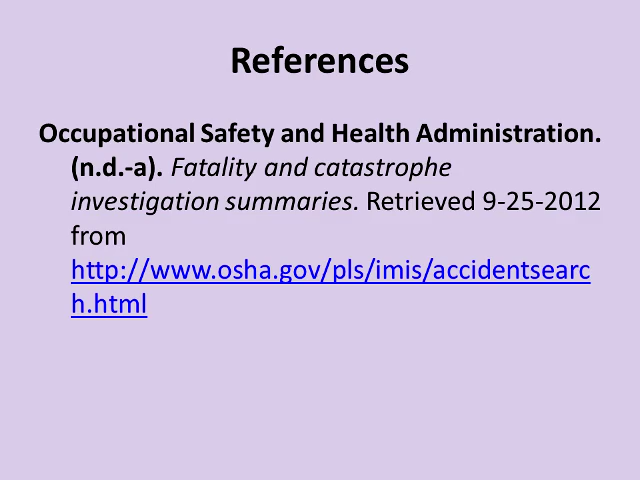 References
Occupational Safety and Health Administration.
(n.d.-a). Fatality and catastrophe
investigation summaries. Retrieved 9-25-2012
from
http://www.osha.gov/pls/imis/accidentsearc
h.html